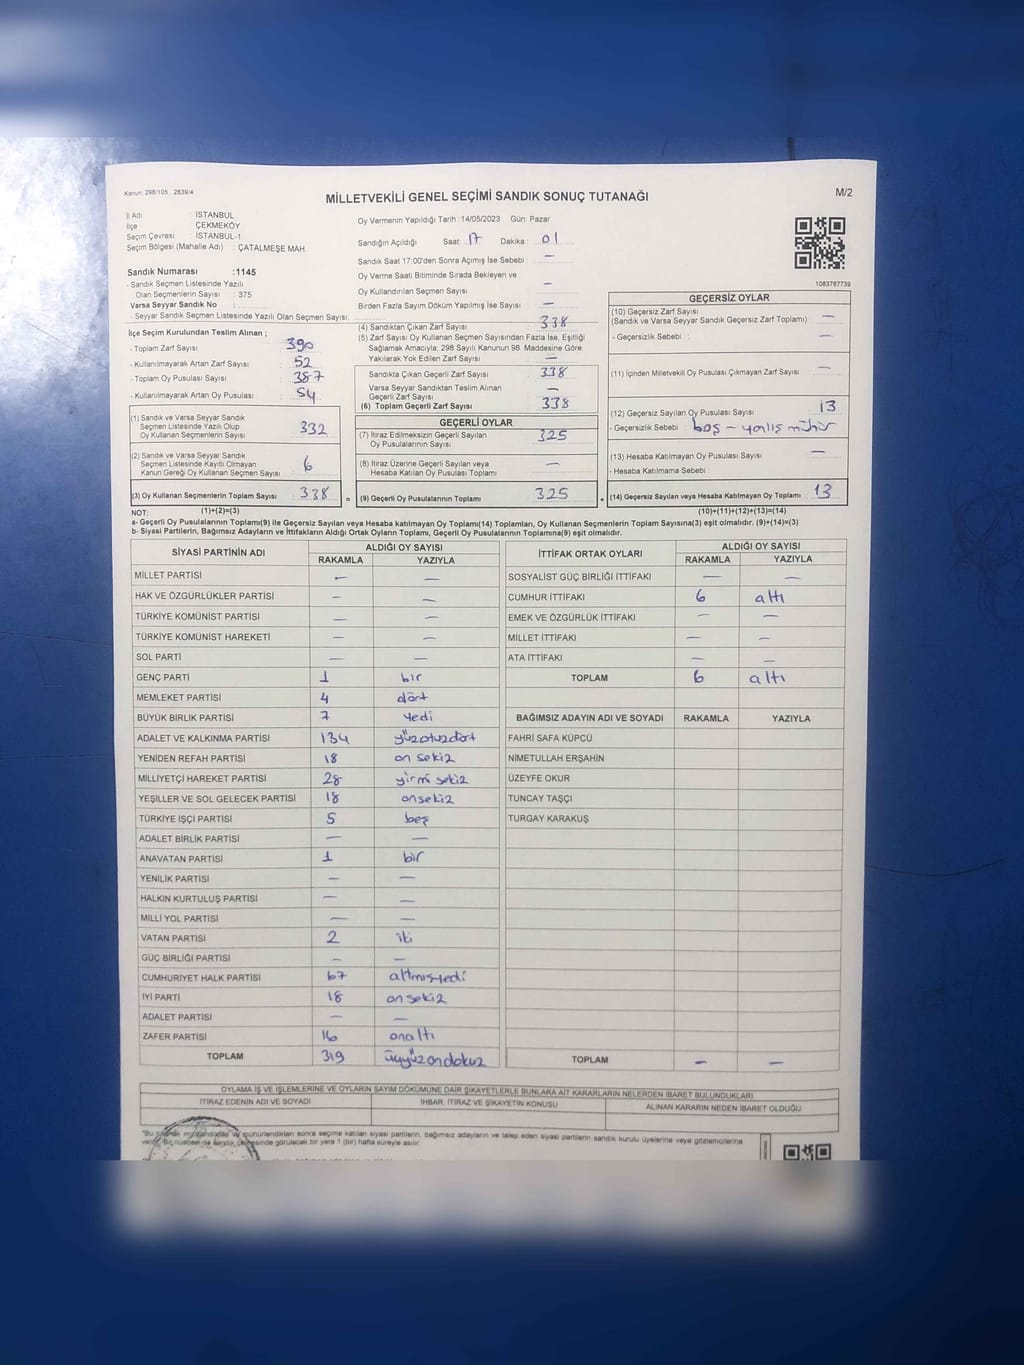 Kanun: 298/105 2839/4
MİLLETVEKİLİ GENEL SEÇİMİ SANDIK SONUÇ TUTANAĞI
M/2
İl Adı : İSTANBUL
İlçe : ÇEKMEKÖY
Seçim Çevresi : İSTANBUL-1
Seçim Bölgesi (Mahalle Adı) : ÇATALMEŞE MAH
Sandık Numarası :1145
- Sandık Seçmen Listesinde Yazılı
Olan Seçmenlerin Sayısı : 375
Varsa Seyyar Sandık No :
- Seyyar Sandık Seçmen Listesinde Yazılı Olan Seçmen Sayısı:
Oy Vermenin Yapıldığı Tarih :14/05/2023 Gün: Pazar
Sandığın Açıldığı Saat: 17 Dakika: 01
Sandık Saat 17:00'den Sonra Açımış İse Sebebi : —
Oy Verme Saati Bitiminde Sırada Bekleyen ve
Oy Kullandırılan Seçmen Sayısı —
Birden Fazla Sayım Döküm Yapılmış İse Sayısı —
1083787739
İlçe Seçim Kurulundan Teslim Alınan ;
- Toplam Zarf Sayısı : 390
- Kullanılmayarak Artan Zarf Sayısı : 52
- Toplam Oy Pusulası Sayısı : 387
- Kullanılmayarak Artan Oy Pusulası : 54
(1) Sandık ve Varsa Seyyar Sandık
Seçmen Listesinde Yazılı Olup
Oy Kullanan Seçmenlerin Sayısı 332
(2) Sandık ve Varsa Seyyar Sandık
Seçmen Listesinde Kayıtlı Olmayan
Kanun Gereği Oy Kullanan Seçmen Sayısı 6
(3) Oy Kullanan Seçmenlerin Toplam Sayısı 338 =
(4) Sandıktan Çıkan Zarf Sayısı 338
(5) Zarf Sayısı Oy Kullanan Seçmen Sayısından Fazla İse, Eşitliği
Sağlamak Amacıyla; 298 Sayılı Kanunun 98. Maddesine Göre
Yakılarak Yok Edilen Zarf Sayısı —
Sandıkta Çıkan Geçerli Zarf Sayısı 338
Varsa Seyyar Sandıktan Teslim Alınan
Geçerli Zarf Sayısı —
(6) Toplam Geçerli Zarf Sayısı 338
GEÇERLİ OYLAR
(7) İtiraz Edilmeksizin Geçerli Sayılan
Oy Pusulalarının Sayısı 325
(8) İtiraz Üzerine Geçerli Sayılan veya
Hesaba Katılan Oy Pusulası Toplamı —
(9) Geçerli Oy Pusulalarının Toplamı 325 +
GEÇERSİZ OYLAR
(10) Geçersiz Zarf Sayısı
(Sandık ve Varsa Seyyar Sandık Geçersiz Zarf Toplamı) —
- Geçersizlik Sebebi : —
(11) İçinden Milletvekili Oy Pusulası Çıkmayan Zarf Sayısı —
(12) Geçersiz Sayılan Oy Pusulası Sayısı 13
- Geçersizlik Sebebi : boş – yanlış mühür
(13) Hesaba Katılmayan Oy Pusulası Sayısı —
- Hesaba Katılmama Sebebi :
(14) Geçersiz Sayılan veya Hesaba Katılmayan Oy Toplamı 13
NOT: (1)+(2)=(3) (10)+(11)+(12)+(13)=(14)
a- Geçerli Oy Pusulalarının Toplamı(9) ile Geçersiz Sayılan veya Hesaba katılmayan Oy Toplamı(14) Toplamları, Oy Kullanan Seçmenlerin Toplam Sayısına(3) eşit olmalıdır. (9)+(14)=(3)
b- Siyasi Partilerin, Bağımsız Adayların ve İttifakların Aldığı Oyların Toplamı, Geçerli Oy Pusulalarının Toplamına(9) eşit olmalıdır.
SİYASİ PARTİNİN ADI ALDIĞI OY SAYISI
RAKAMLA YAZIYLA
MİLLET PARTİSİ — —
HAK VE ÖZGÜRLÜKLER PARTİSİ — —
TÜRKİYE KOMÜNİST PARTİSİ — —
TÜRKİYE KOMÜNİST HAREKETİ — —
SOL PARTİ — —
GENÇ PARTİ 1 bir
MEMLEKET PARTİSİ 4 dört
BÜYÜK BİRLİK PARTİSİ 7 yedi
ADALET VE KALKINMA PARTİSİ 134 yüzotuzdört
YENİDEN REFAH PARTİSİ 18 on sekiz
MİLLİYETÇİ HAREKET PARTİSİ 28 yirmi sekiz
YEŞİLLER VE SOL GELECEK PARTİSİ 18 onsekiz
TÜRKİYE İŞÇİ PARTİSİ 5 beş
ADALET BİRLİK PARTİSİ — —
ANAVATAN PARTİSİ 1 bir
YENİLİK PARTİSİ — —
HALKIN KURTULUŞ PARTİSİ — —
MİLLİ YOL PARTİSİ — —
VATAN PARTİSİ 2 iki
GÜÇ BİRLİĞİ PARTİSİ — —
CUMHURİYET HALK PARTİSİ 67 altmışyedi
İYİ PARTİ 18 on sekiz
ADALET PARTİSİ — —
ZAFER PARTİSİ 16 onaltı
TOPLAM 319 üçyüzondokuz
İTTİFAK ORTAK OYLARI ALDIĞI OY SAYISI
RAKAMLA YAZIYLA
SOSYALİST GÜÇ BİRLİĞİ İTTİFAKI — —
CUMHUR İTTİFAKI 6 altı
EMEK VE ÖZGÜRLÜK İTTİFAKI — —
MİLLET İTTİFAKI — —
ATA İTTİFAKI — —
TOPLAM 6 altı
BAĞIMSIZ ADAYIN ADI VE SOYADI RAKAMLA YAZIYLA
FAHRİ SAFA KÜPCÜ
NİMETULLAH ERŞAHİN
ÜZEYFE OKUR
TUNCAY TAŞÇI
TURGAY KARAKUŞ
TOPLAM — —
OYLAMA İŞ VE İŞLEMLERİNE VE OYLARIN SAYIM DÖKÜMÜNE DAİR ŞİKAYETLERLE BUNLARA AİT KARARLARIN NELERDEN İBARET BULUNDUKLARI
İTİRAZ EDENİN ADI VE SOYADI İHBAR, İTİRAZ VE ŞİKAYETİN KONUSU ALINAN KARARIN NEDEN İBARET OLDUĞU
mühürlendikten sonra seçime katılan siyasi partilerin, bağımsız adayların ve talep eden siyasi partilerin sandık kurulu üyelerine veya gözlemcilerine
görülecek bir yere 1 (bir) hafta süreyle asılır.